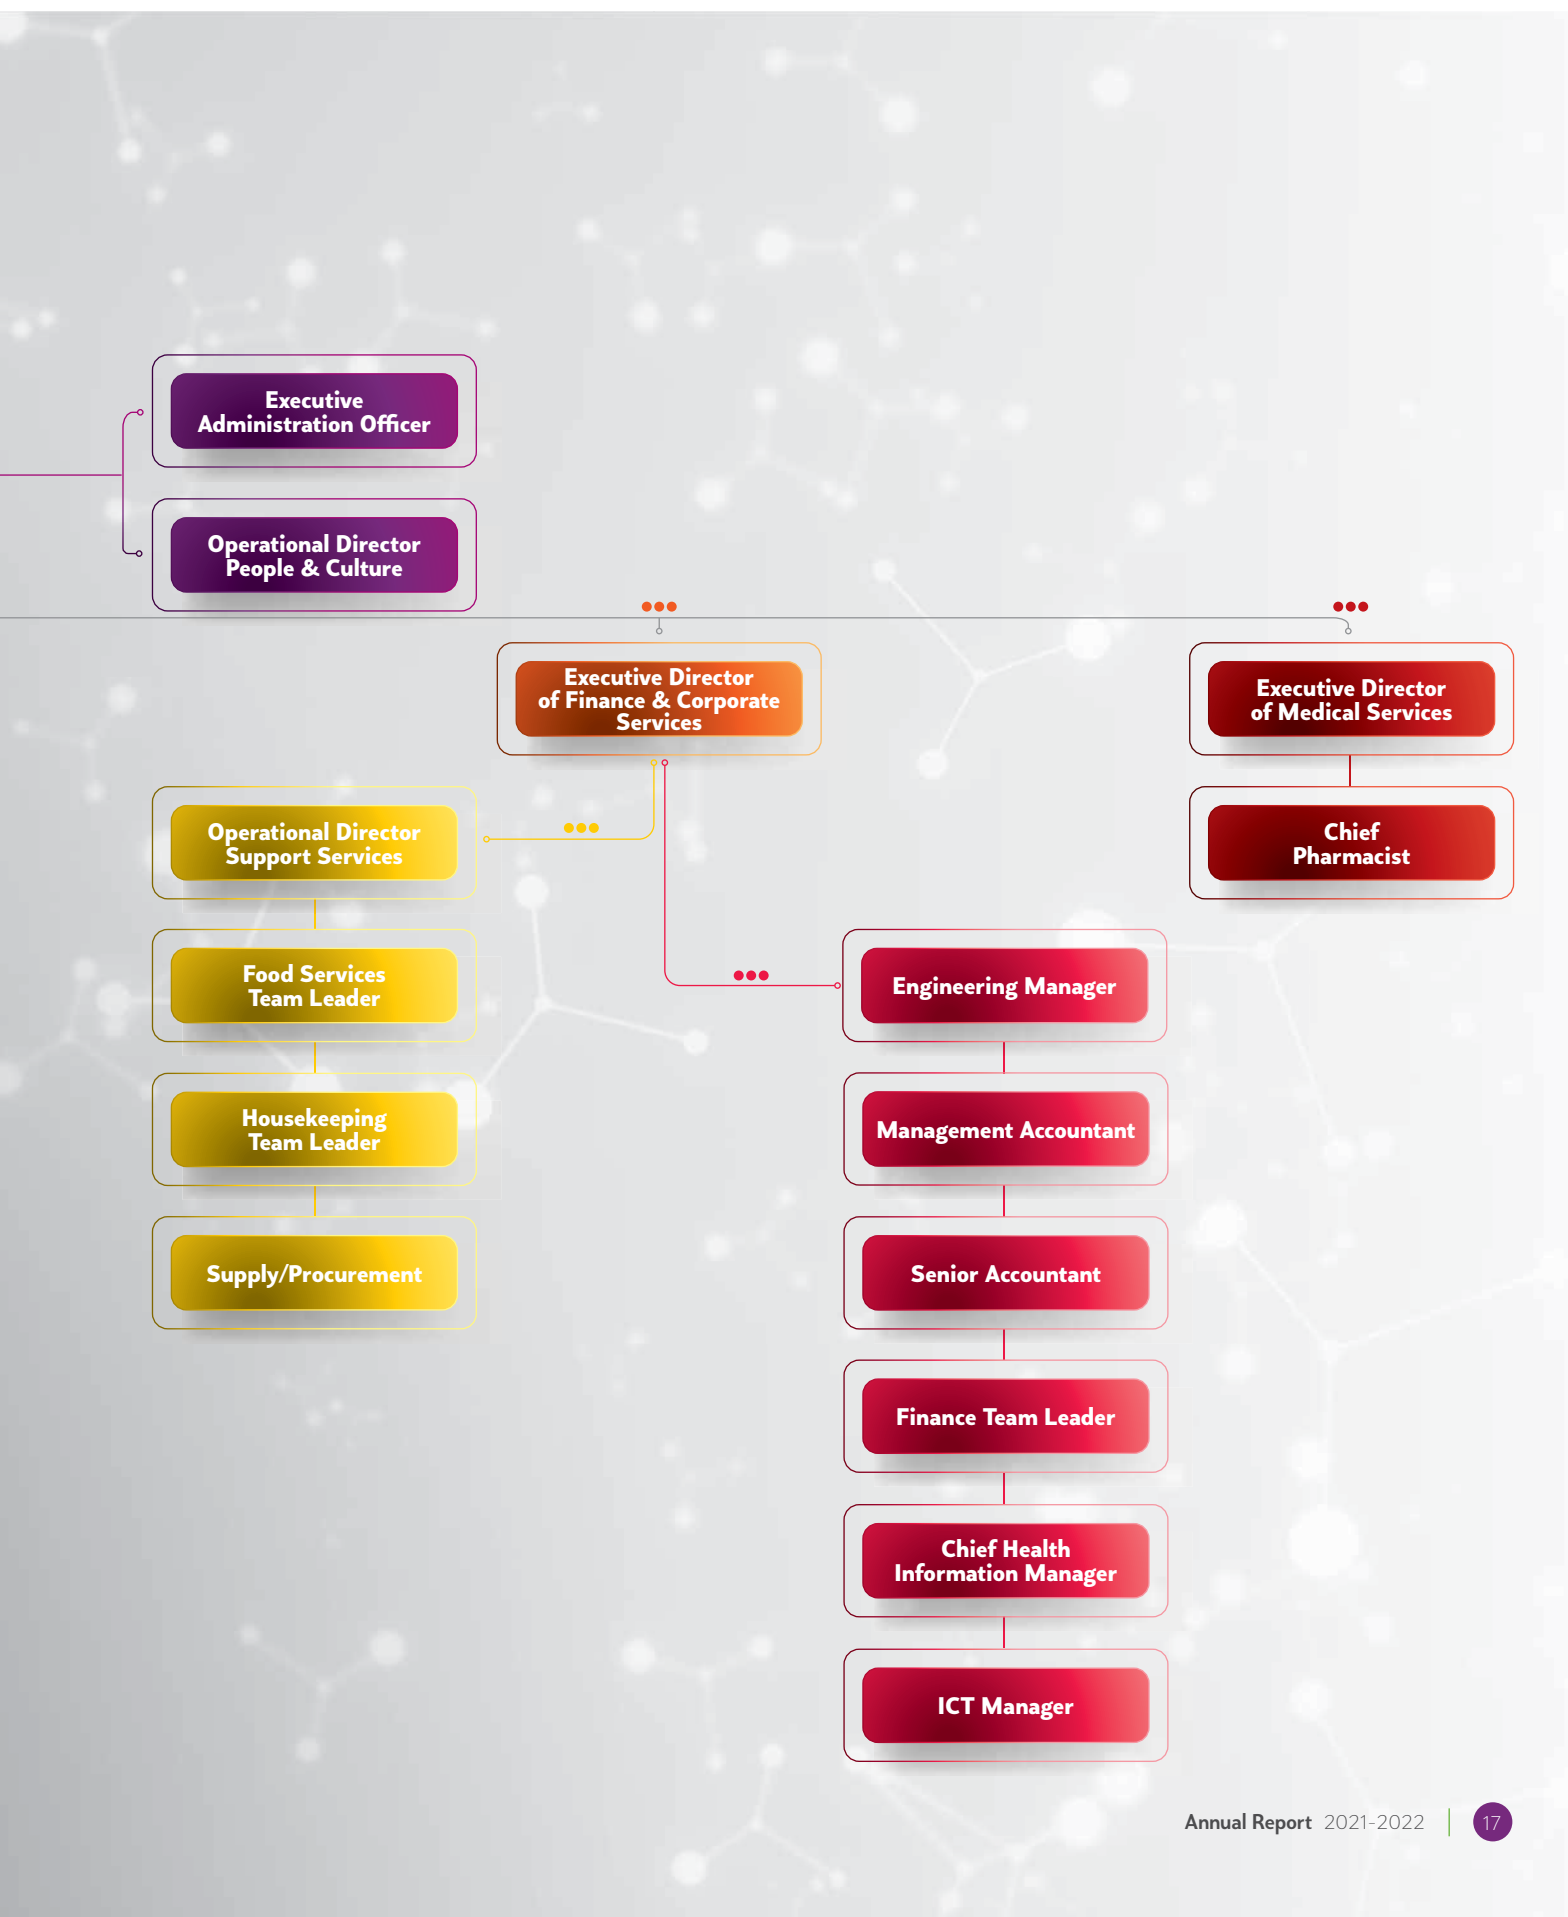 Executive
Administration Officer
Operational Director
People & Culture
Executive Director
of Finance & Corporate
Services
Executive Director
of Medical Services
Operational Director
Support Services
Chief
Pharmacist
Food Services
Team Leader
Engineering Manager
Housekeeping
Team Leader
Management Accountant
Supply/Procurement
Senior Accountant
Finance Team Leader
Chief Health
Information Manager
ICT Manager
Annual Report 2021-2022 17